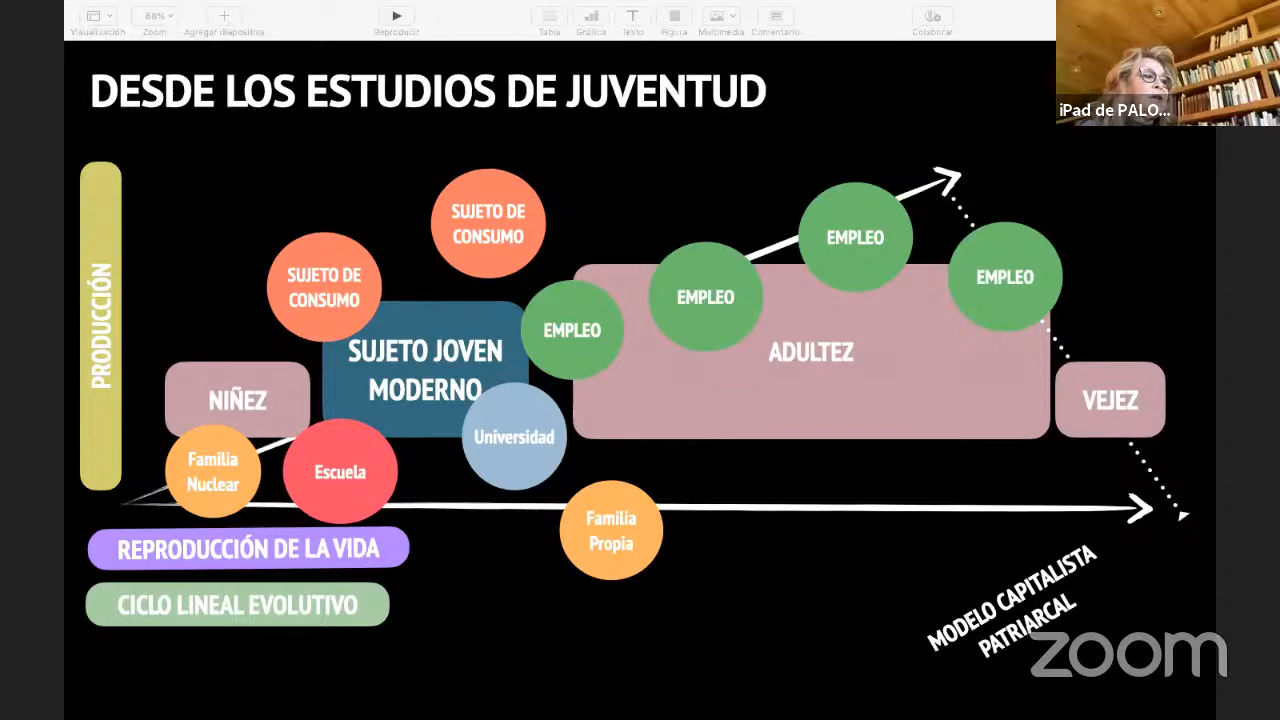 Visualización
68%
Zoom
Agregar diapositiva
Reproducir
Tabla
Gráfica
Texto
Figura
Multimedia
Comentario
Colaborar
iPad de PALO...
DESDE LOS ESTUDIOS DE JUVENTUD
PRODUCCIÓN
SUJETO DE
CONSUMO
SUJETO DE
CONSUMO
EMPLEO
EMPLEO
EMPLEO
EMPLEO
SUJETO JOVEN
MODERNO
ADULTEZ
NIÑEZ
VEJEZ
Familia
Nuclear
Escuela
Universidad
Familia
Propia
REPRODUCCIÓN DE LA VIDA
CICLO LINEAL EVOLUTIVO
MODELO CAPITALISTA
PATRIARCAL
zoom